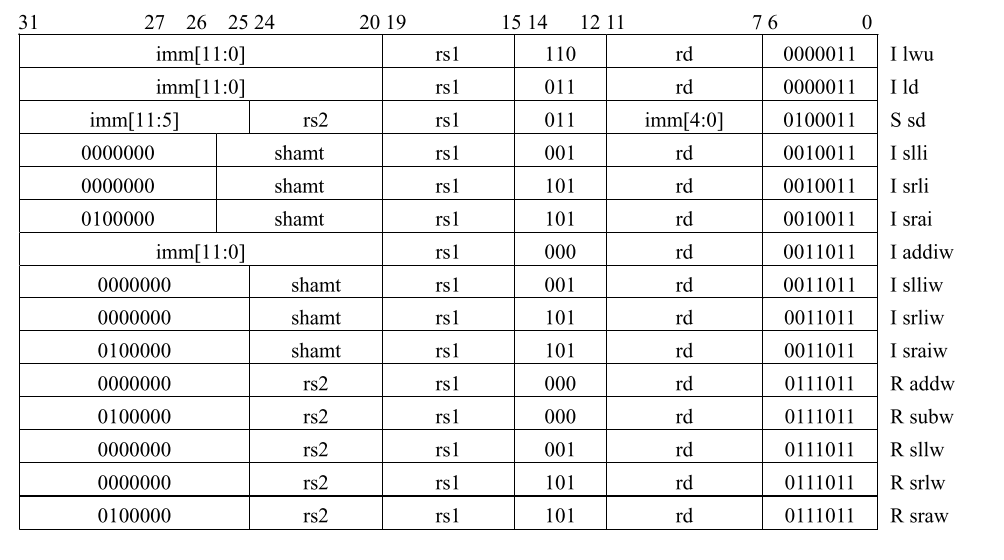 31 27 26 25 24 20 19 15 14 12 11 7 6 0
imm[11:0] rs1 110 rd 0000011 I lwu
imm[11:0] rs1 011 rd 0000011 I ld
imm[11:5] rs2 rs1 011 imm[4:0] 0100011 S sd
0000000 shamt rs1 001 rd 0010011 I slli
0000000 shamt rs1 101 rd 0010011 I srli
0100000 shamt rs1 101 rd 0010011 I srai
imm[11:0] rs1 000 rd 0011011 I addiw
0000000 shamt rs1 001 rd 0011011 I slliw
0000000 shamt rs1 101 rd 0011011 I srliw
0100000 shamt rs1 101 rd 0011011 I sraiw
0000000 rs2 rs1 000 rd 0111011 R addw
0100000 rs2 rs1 000 rd 0111011 R subw
0000000 rs2 rs1 001 rd 0111011 R sllw
0000000 rs2 rs1 101 rd 0111011 R srlw
0100000 rs2 rs1 101 rd 0111011 R sraw